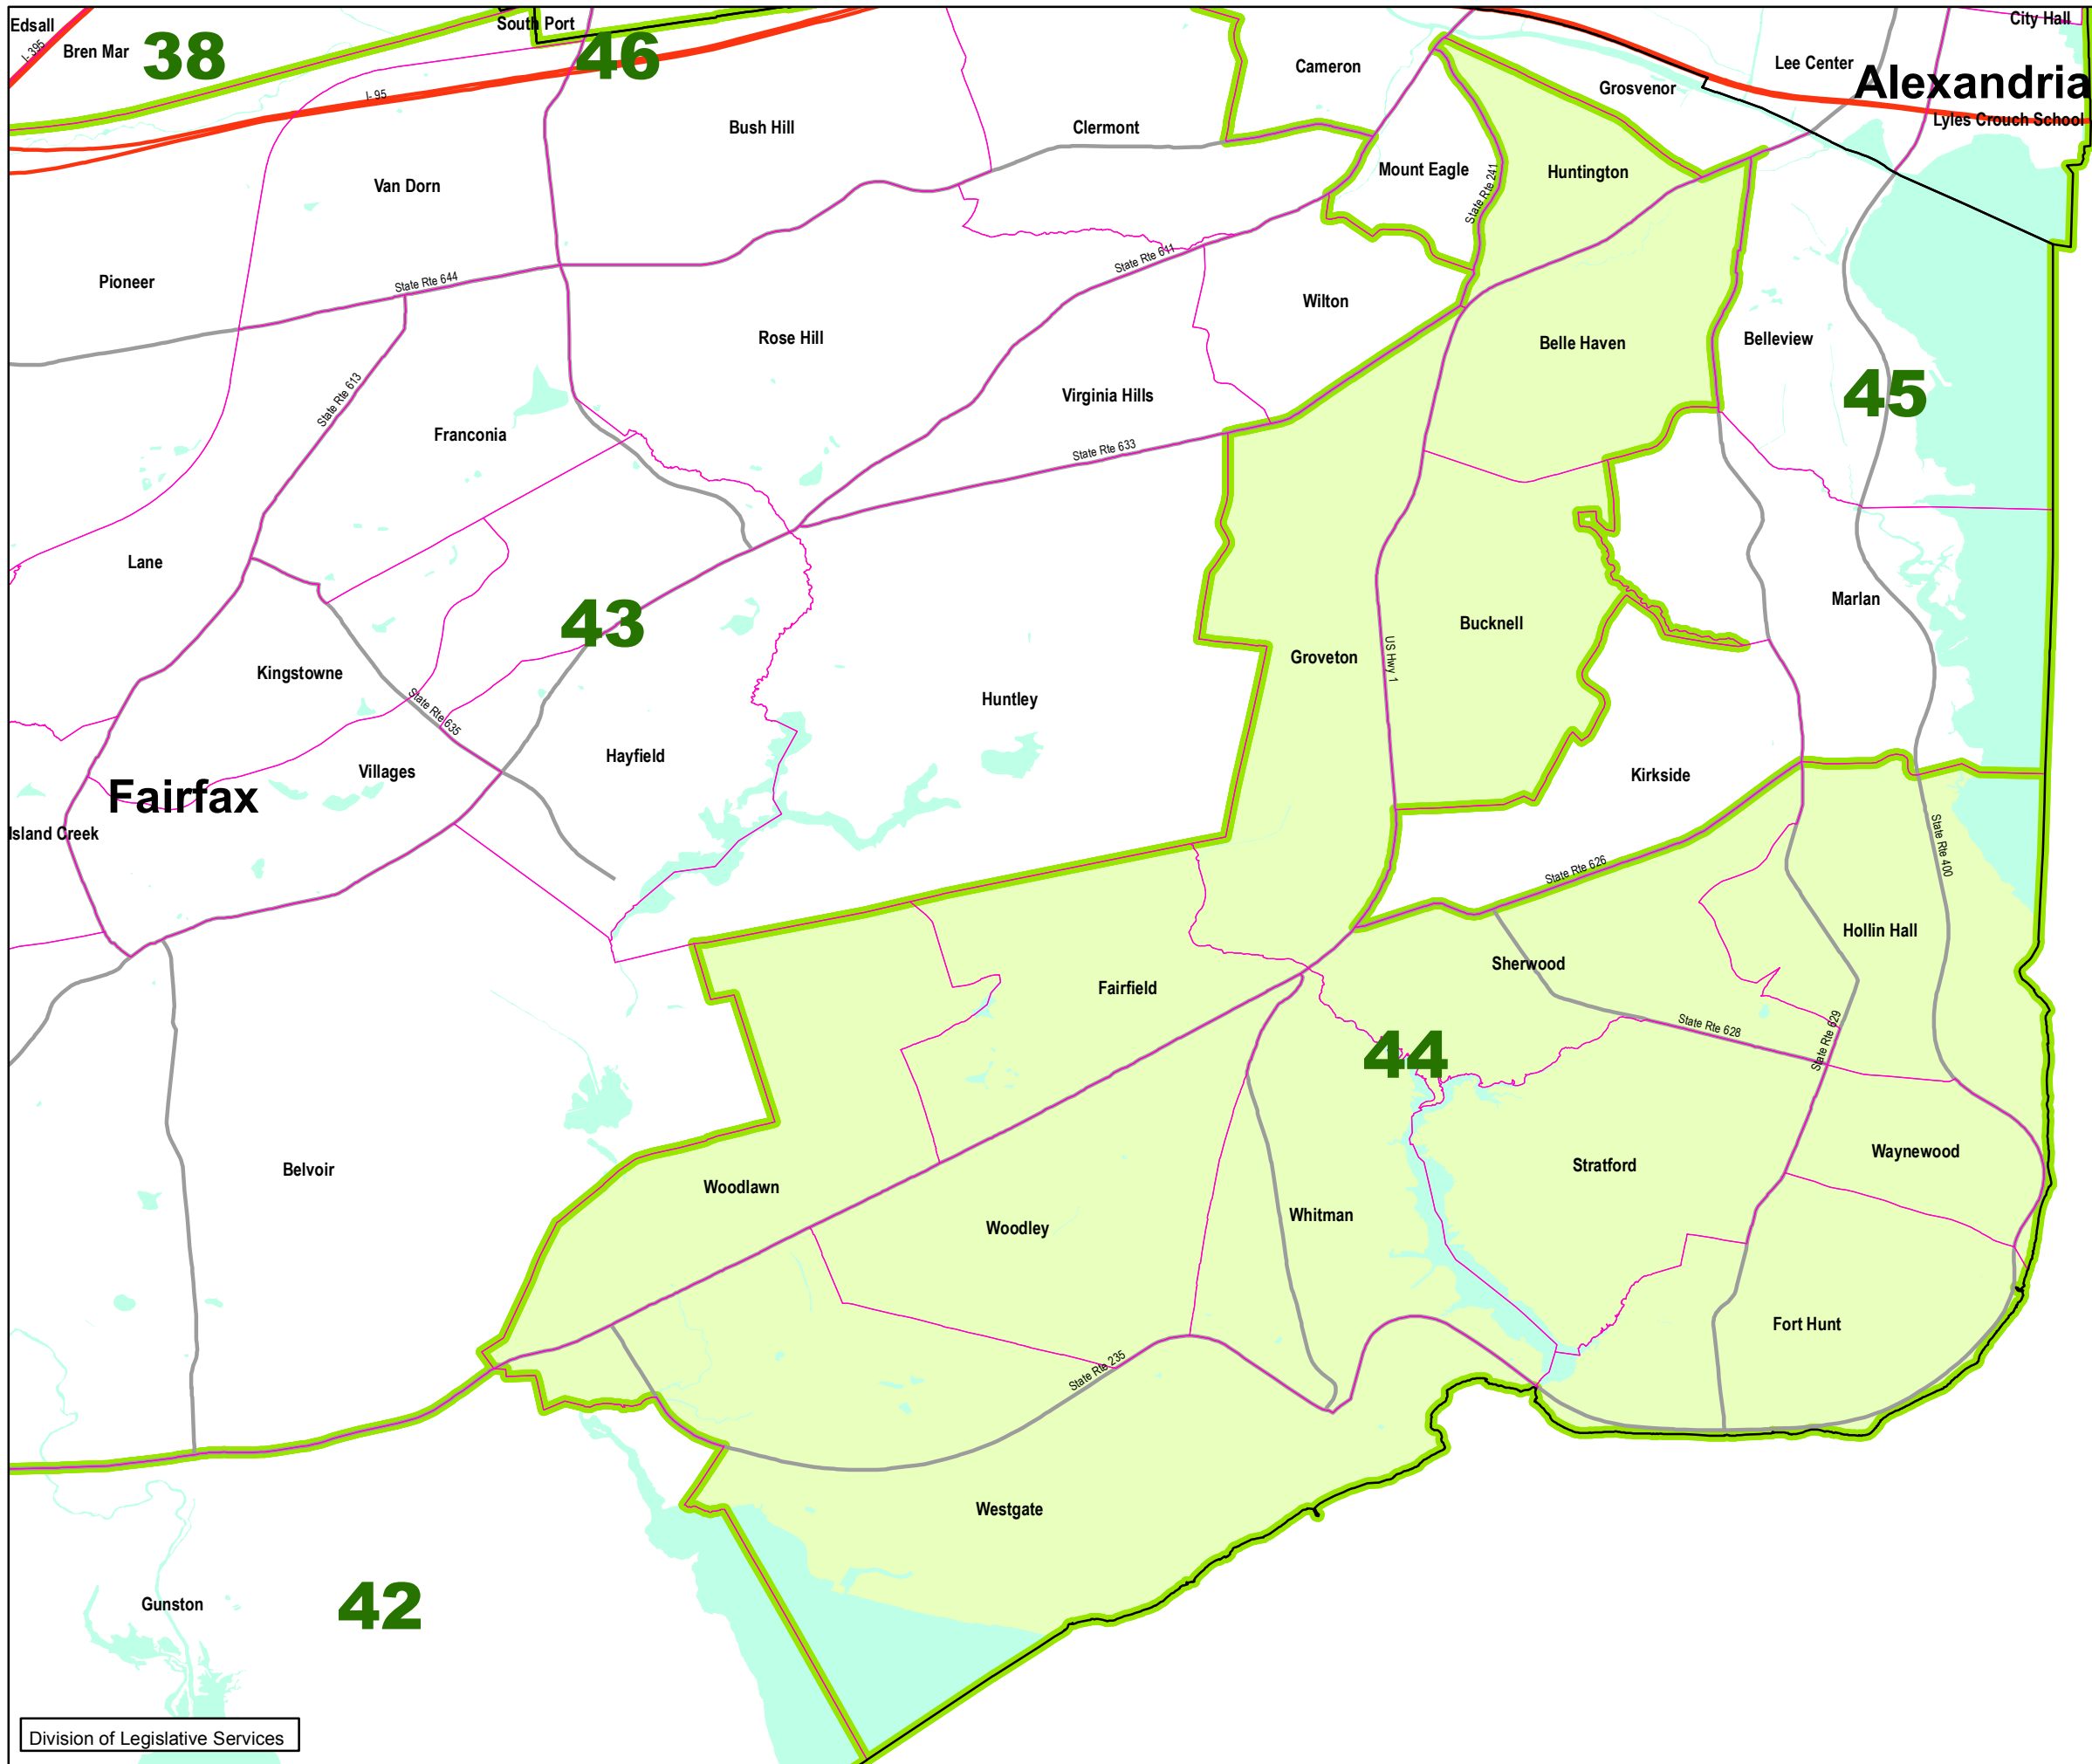 Edsall
South Port
City Hall
Bren Mar
38
46
I-395
Cameron
Lee Center
Alexandria
Grosvenor
I-95
Lyles Crouch School
Bush Hill
Clermont
Mount Eagle
Huntington
Van Dorn
State Rte 241
Pioneer
State Rte 644
State Rte 611
Wilton
Rose Hill
Belle Haven
Belleview
45
State Rte 613
Virginia Hills
Franconia
State Rte 633
Lane
Marlan
43
Bucknell
Groveton
US Hwy 1
Kingstowne
Huntley
State Rte 635
Hayfield
Villages
Kirkside
Fairfax
Island Creek
State Rte 400
State Rte 626
Hollin Hall
Sherwood
Fairfield
State Rte 628
State Rte 629
44
Waynewood
Belvoir
Stratford
Woodlawn
Whitman
Woodley
Fort Hunt
State Rte 235
Westgate
Gunston
42
Division of Legislative Services